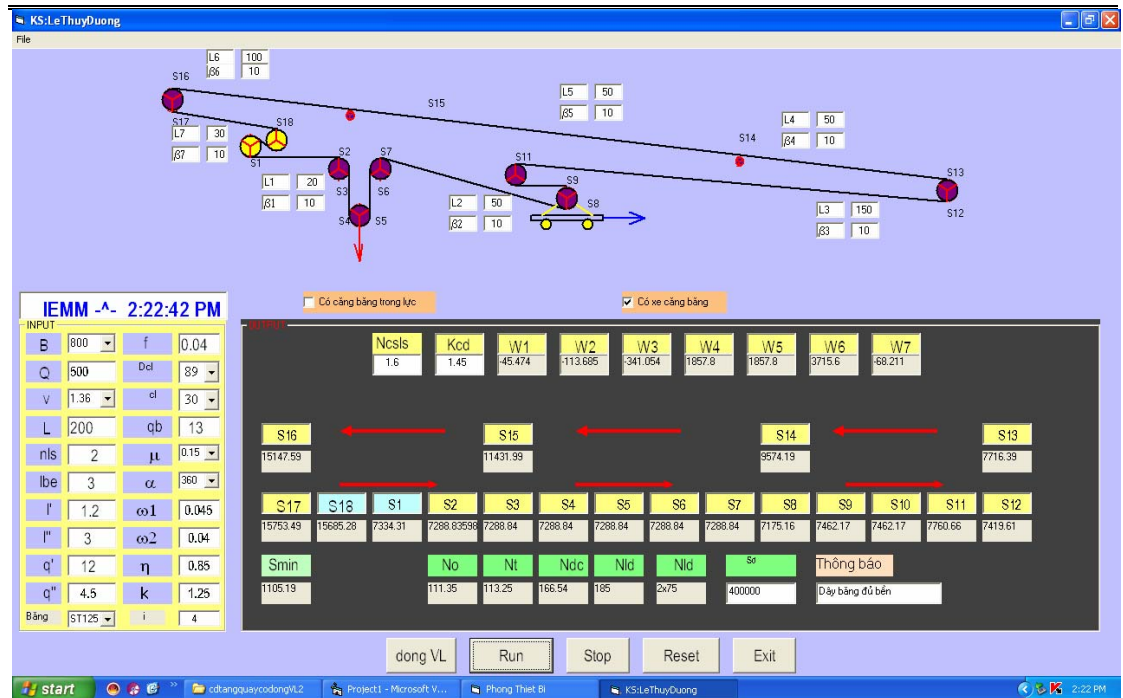 KS:LeThuyDuong
File
L6 100
β6 10
S16
S15
L5 50
β5 10
S17
L7 30
β7 10
S18
S1
S2
S7
S14
L4 50
β4 10
S11
S13
L1 20
β1 10
S3
S6
S4
S5
L2 50
β2 10
S9
S8
L3 150
β3 10
S12
IEMM -^- 2:22:42 PM
Có căng băng trong lực
Có xe căng băng
INPUT
B 800 f 0.04
Q 500 Dcl 89
v 1.36 cl 30
L 200 qb 13
nls 2 μ 0.15
lbe 3 α 360
l' 1.2 ω1 0.045
l" 3 ω2 0.04
q' 12 η 0.85
q" 4.5 k 1.25
Băng ST125 i 4
OUTPUT
Ncsls Kcd W1 W2 W3 W4 W5 W6 W7
1.6 1.45 -45.474 -113.685 -341.054 1857.8 1857.8 3715.6 -68.211
S16 S15 S14 S13
15147.59 11431.99 9574.19 7716.39
S17 S18 S1 S2 S3 S4 S5 S6 S7 S8 S9 S10 S11 S12
15753.49 15685.28 7334.31 7288.83598 7288.84 7288.84 7288.84 7288.84 7288.84 7175.16 7462.17 7462.17 7760.66 7419.61
Smin No Nt Ndc Nld Nld Sd Thông báo
1105.19 111.35 113.25 166.54 185 2x75 400000 Dây băng đủ bền
dong VL Run Stop Reset Exit
start cdtangquaycodongVL2 Project1 - Microsoft V... Phong Thiet Bi KS:LeThuyDuong 2:22 PM